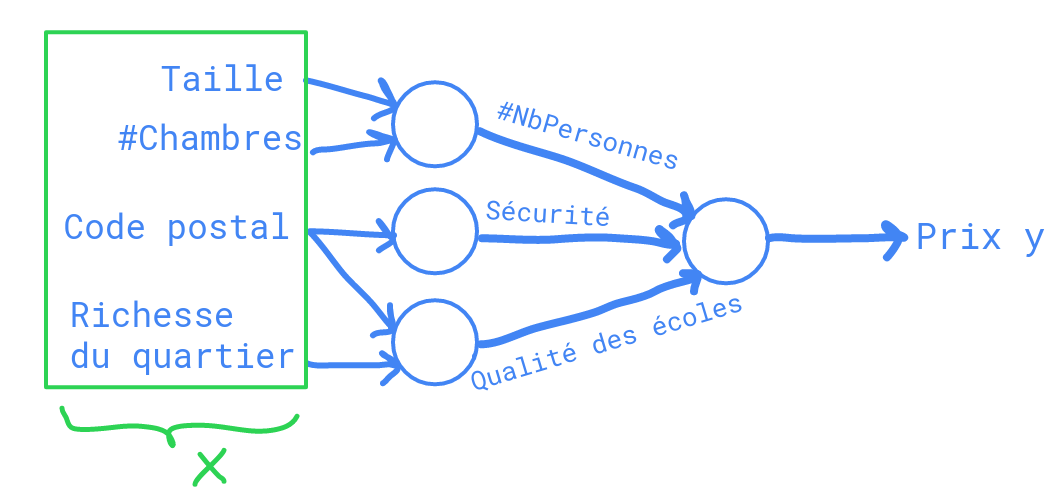 Taille
#Chambres
Code postal
Richesse
du quartier
#NbPersonnes
Sécurité
Qualité des écoles
Prix y
X